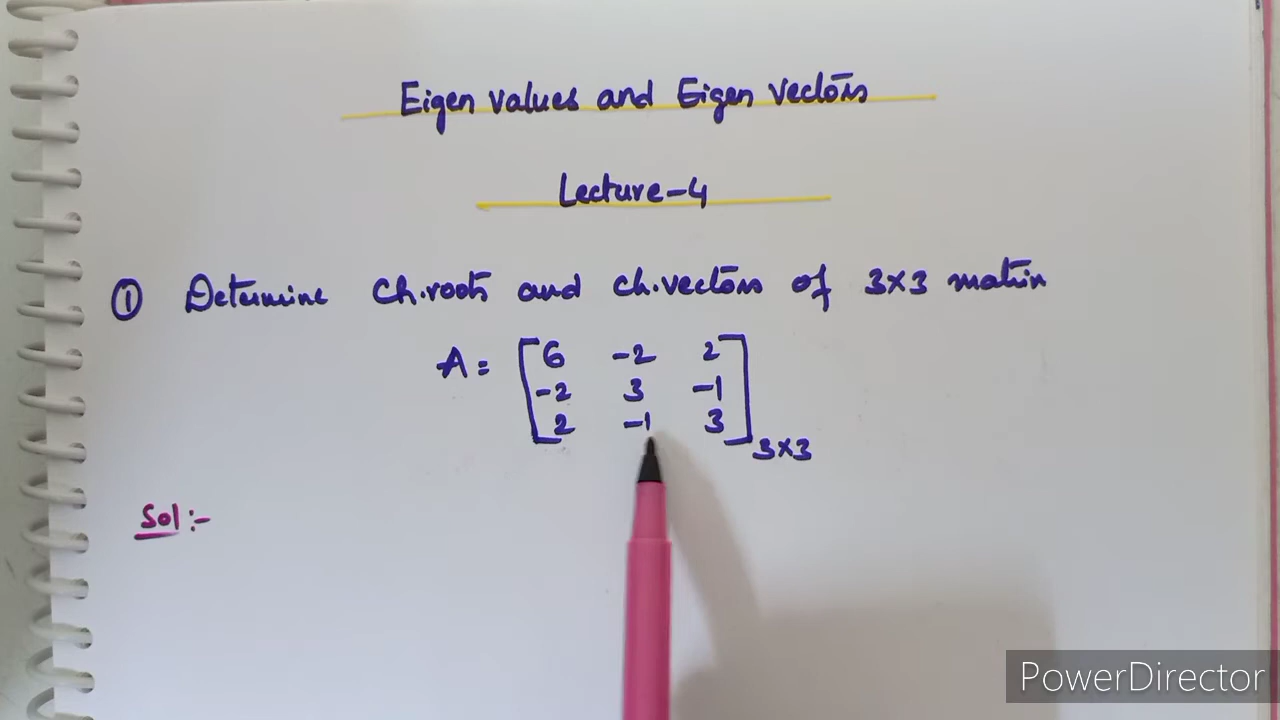 Eigen values and Eigen vectors
Lecture-4
① Determine ch.roots and ch.vectors of 3×3 matrix
A = [ 6 -2 2
-2 3 -1
2 -1 3 ]3×3
Sol:-
PowerDirector